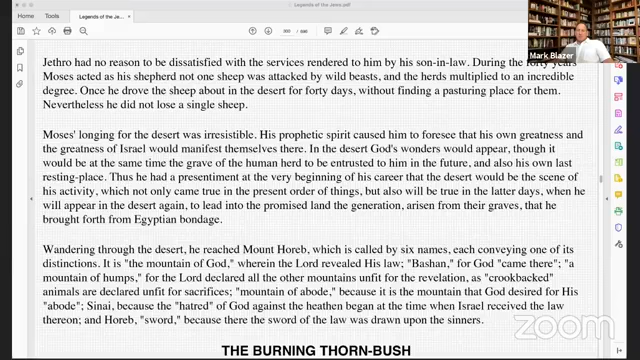 Legends of the Jews.pdf
Home
Tools
Legends of the Jew...
Mark Blazer
Jethro had no reason to be dissatisfied with the services rendered to him by his son-in-law. During the forty years
Moses acted as his shepherd not one sheep was attacked by wild beasts, and the herds multiplied to an incredible
degree. Once he drove the sheep about in the desert for forty days, without finding a pasturing place for them.
Nevertheless he did not lose a single sheep.
Moses' longing for the desert was irresistible. His prophetic spirit caused him to foresee that his own greatness and
the greatness of Israel would manifest themselves there. In the desert God's wonders would appear, though it
would be at the same time the grave of the human herd to be entrusted to him in the future, and also his own last
resting-place. Thus he had a presentiment at the very beginning of his career that the desert would be the scene of
his activity, which not only came true in the present order of things, but also will be true in the latter days, when he
will appear in the desert again, to lead into the promised land the generation, arisen from their graves, that he
brought forth from Egyptian bondage.
Wandering through the desert, he reached Mount Horeb, which is called by six names, each conveying one of its
distinctions. It is "the mountain of God," wherein the Lord revealed His law; "Bashan," for God "came there; "a
mountain of humps," for the Lord declared all the other mountains unfit for the revelation, as "crookbacked"
animals are declared unfit for sacrifices; "mountain of abode," because it is the mountain that God desired for His
"abode"; Sinai, because the "hatred" of God against the heathen began at the time when Israel received the law
thereon; and Horeb, "sword," because there the sword of the law was drawn upon the sinners.
zoom
THE BURNING THORN-BUSH